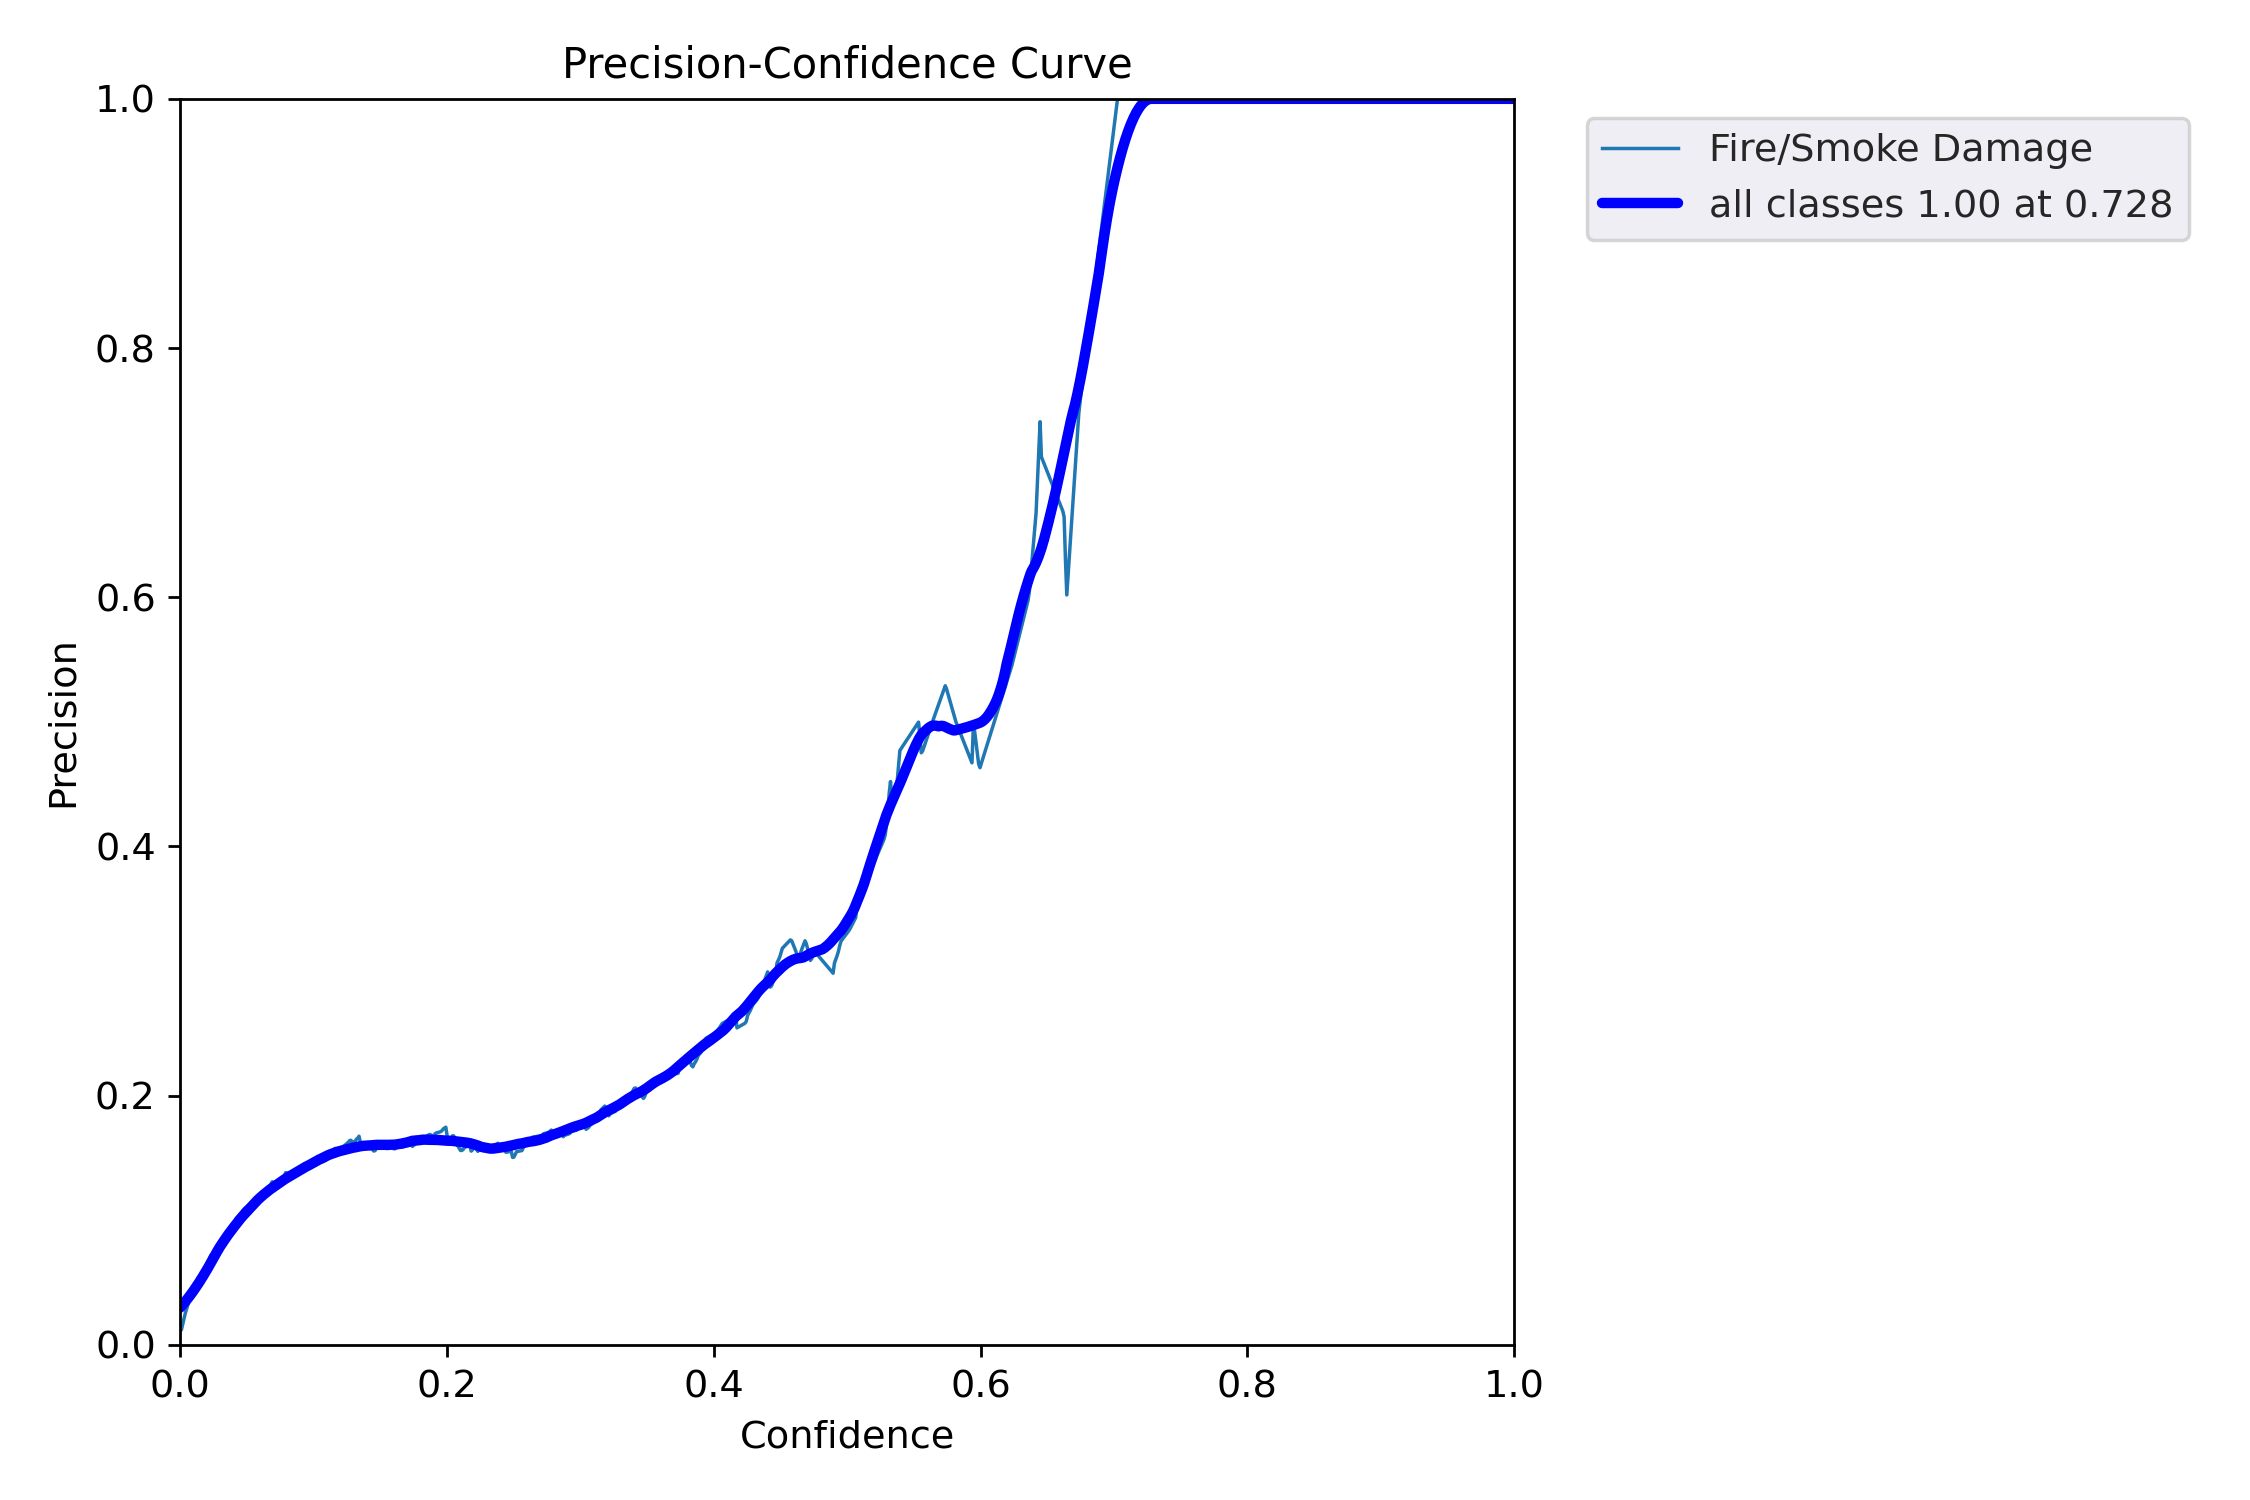 Precision-Confidence Curve
Fire/Smoke Damage
all classes 1.00 at 0.728
1.0
0.8
0.6
0.4
0.2
0.0
Precision
0.0 0.2 0.4 0.6 0.8 1.0
Confidence